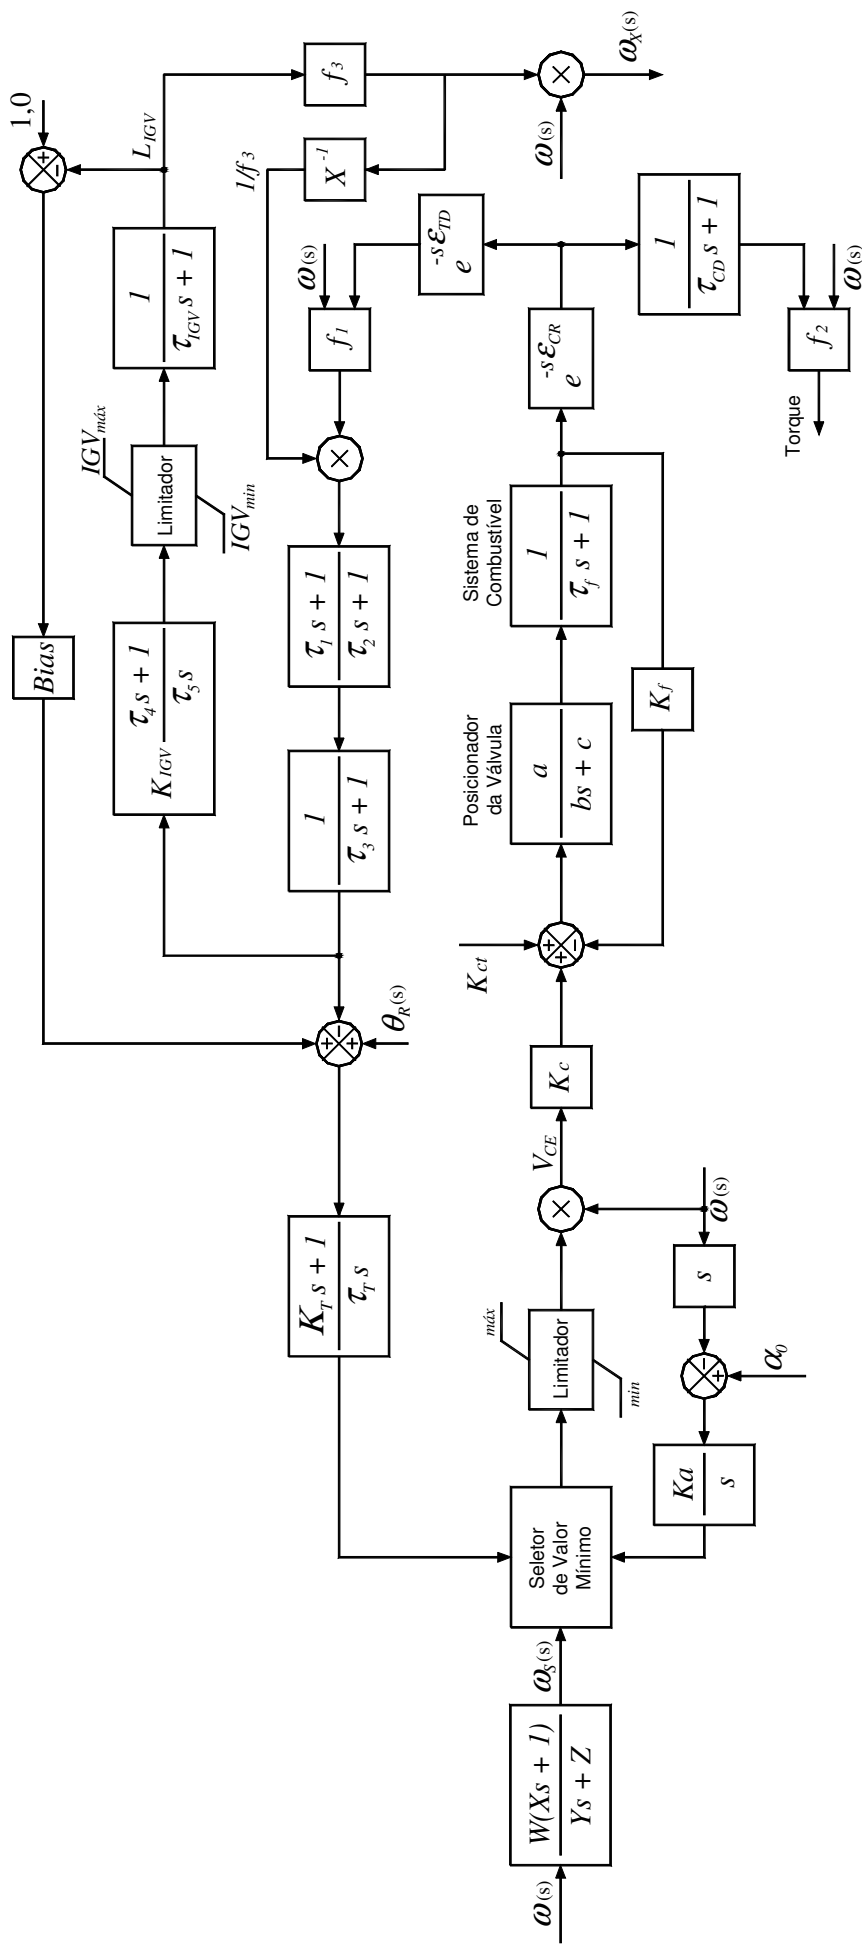 1,0
+
−
Bias
L_IGV
f_3
1
τ_IGV s + 1
IGV_máx
Limitador
IGV_min
K_IGV
τ_4 s + 1
τ_5 s
1/f_3
X^-1
×
ω(s)
ω_X(s)
ω(s)
f_1
×
τ_1 s + 1
τ_2 s + 1
1
τ_3 s + 1
+
−
+
θ_R(s)
K_T s + 1
τ_T s
e^-sε_TD
1
τ_CD s + 1
f_2
ω(s)
Torque
e^-sε_CR
Sistema de
Combustível
1
τ_f s + 1
K_f
Posicionador
da Válvula
a
bs + c
K_ct
+
+
−
K_c
V_CE
×
ω(s)
s
−
+
α_0
Ka
s
máx
Limitador
min
Seletor
de Valor
Mínimo
ω_S(s)
W(Xs + 1)
Ys + Z
ω(s)